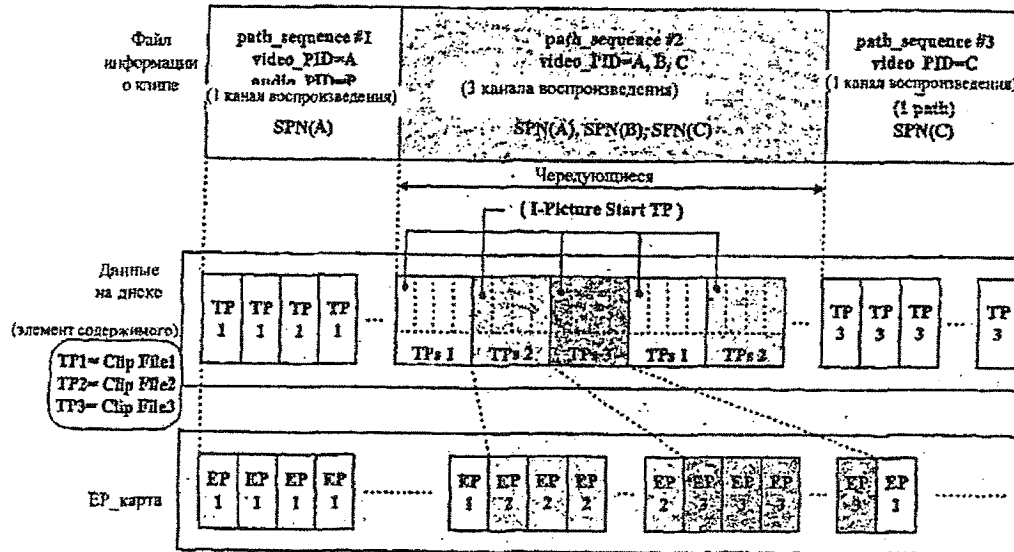 Файл
информации
о клипе
path_sequence #1
video_PID=A
audio_PID=P
(1 канал воспроизведения)
SPN(A)
path_sequence #2
video_PID=A, B, C
(3 канала воспроизведения)
SPN(A), SPN(B), SPN(C)
path_sequence #3
video_PID=C
(1 канал воспроизведения)
(1 path)
SPN(C)
Чередующиеся
( I-Picture Start TP )
Данные
на диске
(элемент содержимого)
TP1= Clip File1
TP2= Clip File2
TP3= Clip File3
TP 1
TP 1
TP 2
TP 1
...
TPs 1
TPs 2
TPs 3
TPs 1
TPs 2
...
TP 3
TP 3
TP 3
...
TP 3
EP_карта
EP 1
EP 1
EP 1
EP 1
EP
EP 2
EP 2
EP 2
...
EP 2
EP
EP
EP 3
...
EP
EP 3